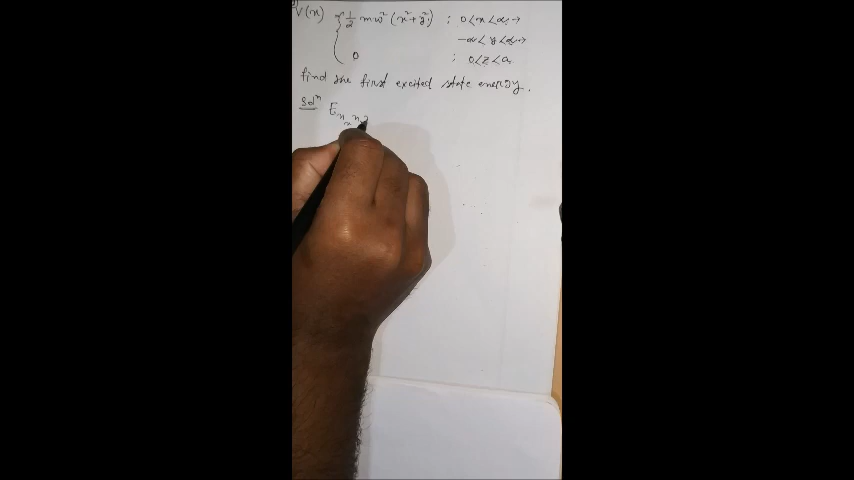 V(x) { ½ mω² (x²+y²) ; 0<x<α→
-α<y<α→
0 ; 0<z<a.
find the first excited state energy.
Solⁿ E